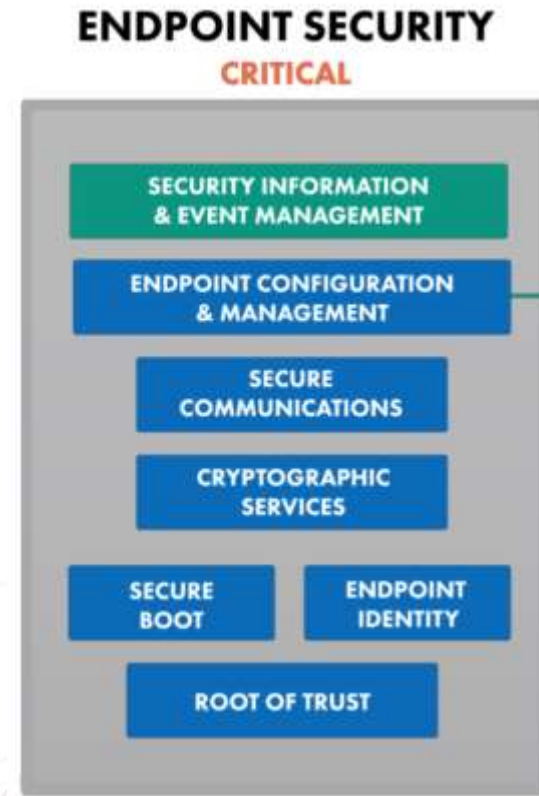 ENDPOINT SECURITY
CRITICAL
SECURITY INFORMATION
& EVENT MANAGEMENT
ENDPOINT CONFIGURATION
& MANAGEMENT
SECURE
COMMUNICATIONS
CRYPTOGRAPHIC
SERVICES
SECURE
BOOT
ENDPOINT
IDENTITY
ROOT OF TRUST